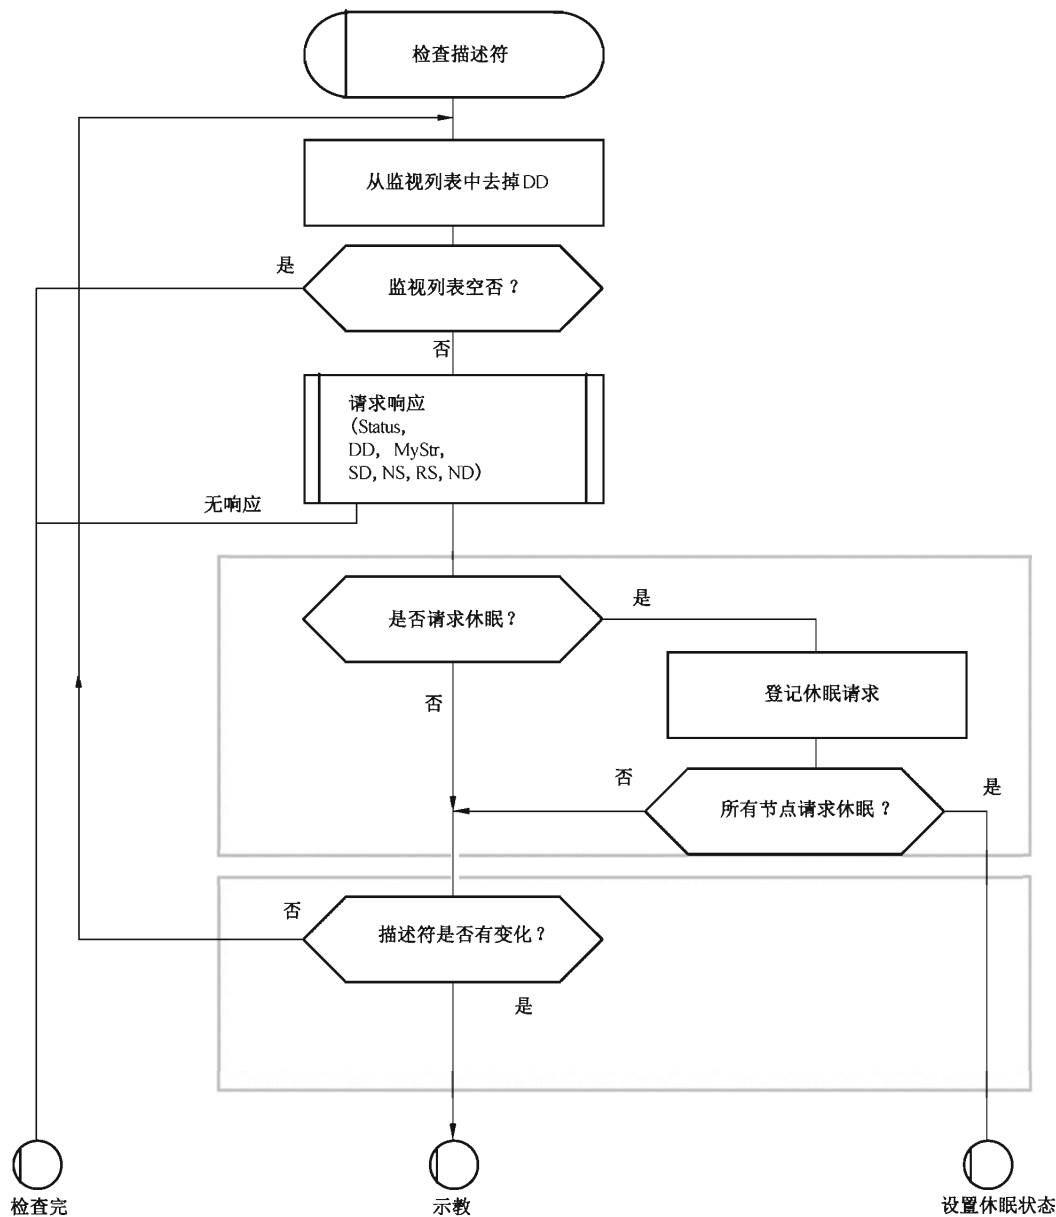 检查描述符
从监视列表中去掉DD
是
监视列表空否？
否
请求响应
（Status,
DD, MyStr,
SD, NS, RS, ND）
无响应
是否请求休眠？
是
登记休眠请求
否
否
所有节点请求休眠？
是
否
描述符是否有变化？
是
检查完
示教
设置休眠状态